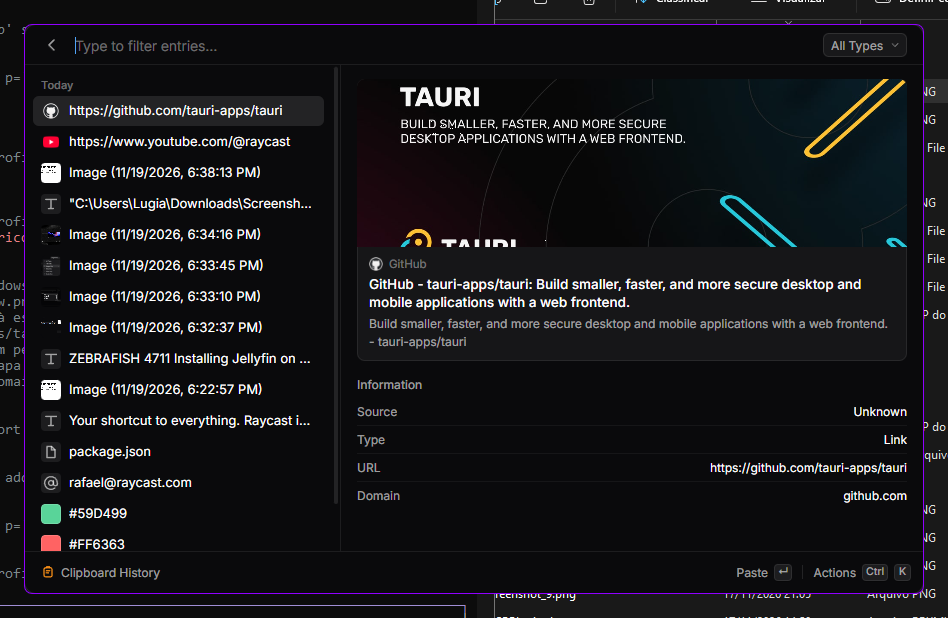 Type to filter entries...
All Types
Today
https://github.com/tauri-apps/tauri
https://www.youtube.com/@raycast
Image (11/19/2026, 6:38:13 PM)
"C:\Users\Lugia\Downloads\Screensh...
Image (11/19/2026, 6:34:16 PM)
Image (11/19/2026, 6:33:45 PM)
Image (11/19/2026, 6:33:10 PM)
Image (11/19/2026, 6:32:37 PM)
ZEBRAFISH 4711 Installing Jellyfin on ...
Image (11/19/2026, 6:22:57 PM)
Your shortcut to everything. Raycast i...
package.json
rafael@raycast.com
#59D499
#FF6363
TAURI
BUILD SMALLER, FASTER, AND MORE SECURE
DESKTOP APPLICATIONS WITH A WEB FRONTEND.
TAURI
GitHub
GitHub - tauri-apps/tauri: Build smaller, faster, and more secure desktop and
mobile applications with a web frontend.
Build smaller, faster, and more secure desktop and mobile applications with a web frontend.
- tauri-apps/tauri
Information
Source Unknown
Type Link
URL https://github.com/tauri-apps/tauri
Domain github.com
Clipboard History
Paste
Actions Ctrl K
File
File
File
File
P do
P do